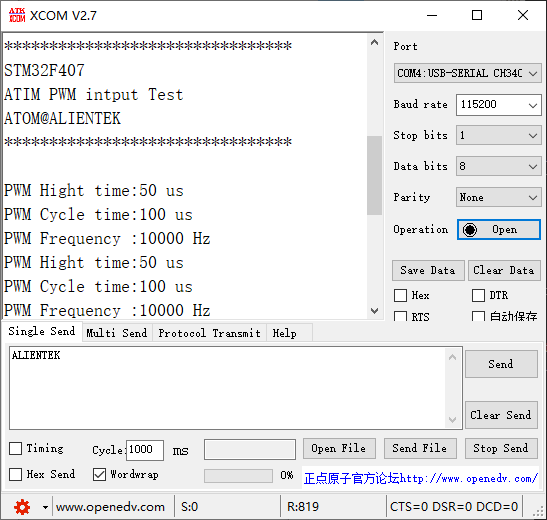 ATK
XCOM XCOM V2.7
********************************
STM32F407
ATIM PWM intput Test
ATOM@ALIENTEK
********************************
PWM Hight time:50 us
PWM Cycle time:100 us
PWM Frequency :10000 Hz
PWM Hight time:50 us
PWM Cycle time:100 us
PWM Frequency :10000 Hz
Port
COM4:USB-SERIAL CH340
Baud rate 115200
Stop bits 1
Data bits 8
Parity None
Operation Open
Save Data Clear Data
Hex DTR
RTS 自动保存
Single Send Multi Send Protocol Transmit Help
ALIENTEK
Send
Clear Send
Timing Cycle: 1000 ms Open File Send File Stop Send
Hex Send Wordwrap 0% 正点原子官方论坛http://www.openedv.com/
www.openedv.com S:0 R:819 CTS=0 DSR=0 DCD=0